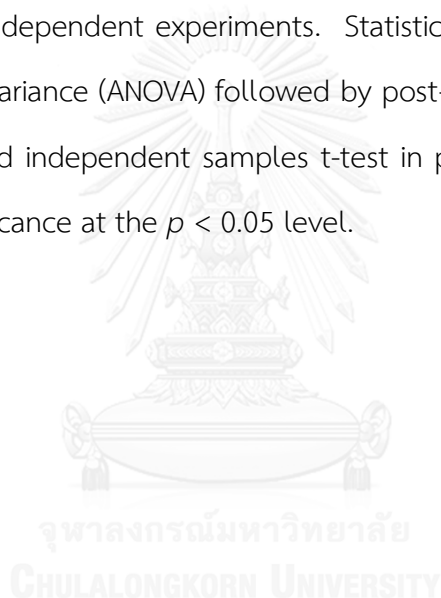 dependent experiments. Statistic
ariance (ANOVA) followed by post-
d independent samples t-test in p
icance at the p < 0.05 level.
จุฬาลงกรณ์มหาวิทยาลัย
CHULALONGKORN UNIVERSITY